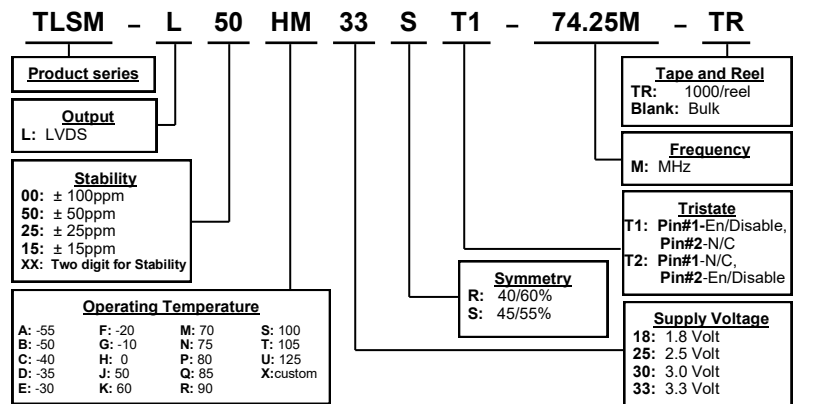 TLSM – L 50 HM 33 S T1 – 74.25M – TR
Product series
Output
L: LVDS
Stability
00: ± 100ppm
50: ± 50ppm
25: ± 25ppm
15: ± 15ppm
XX: Two digit for Stability
Operating Temperature
A: -55 F: -20 M: 70 S: 100
B: -50 G: -10 N: 75 T: 105
C: -40 H: 0 P: 80 U: 125
D: -35 J: 50 Q: 85 X:custom
E: -30 K: 60 R: 90
Symmetry
R: 40/60%
S: 45/55%
Tape and Reel
TR: 1000/reel
Blank: Bulk
Frequency
M: MHz
Tristate
T1: Pin#1-En/Disable,
Pin#2-N/C
T2: Pin#1-N/C,
Pin#2-En/Disable
Supply Voltage
18: 1.8 Volt
25: 2.5 Volt
30: 3.0 Volt
33: 3.3 Volt